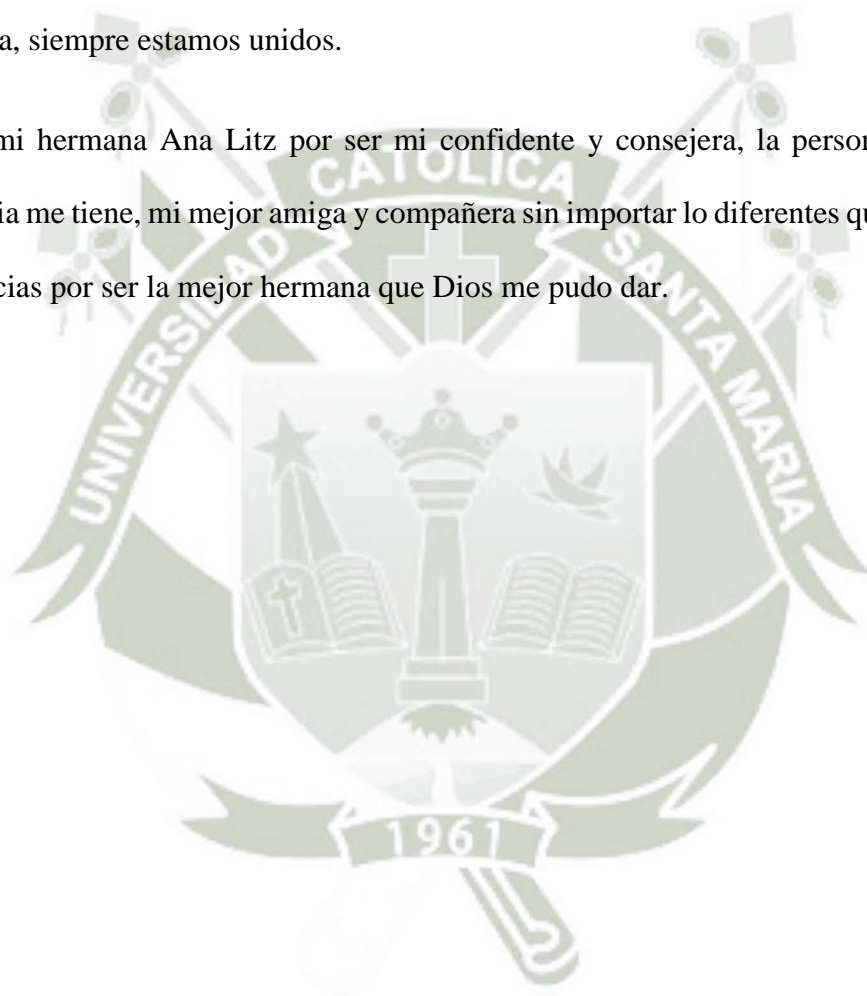 a, siempre estamos unidos.
mi hermana Ana Litz por ser mi confidente y consejera, la person
ia me tiene, mi mejor amiga y compañera sin importar lo diferentes qu
cias por ser la mejor hermana que Dios me pudo dar.
UNIVERSIDAD CATOLICA SANTA MARIA
1961